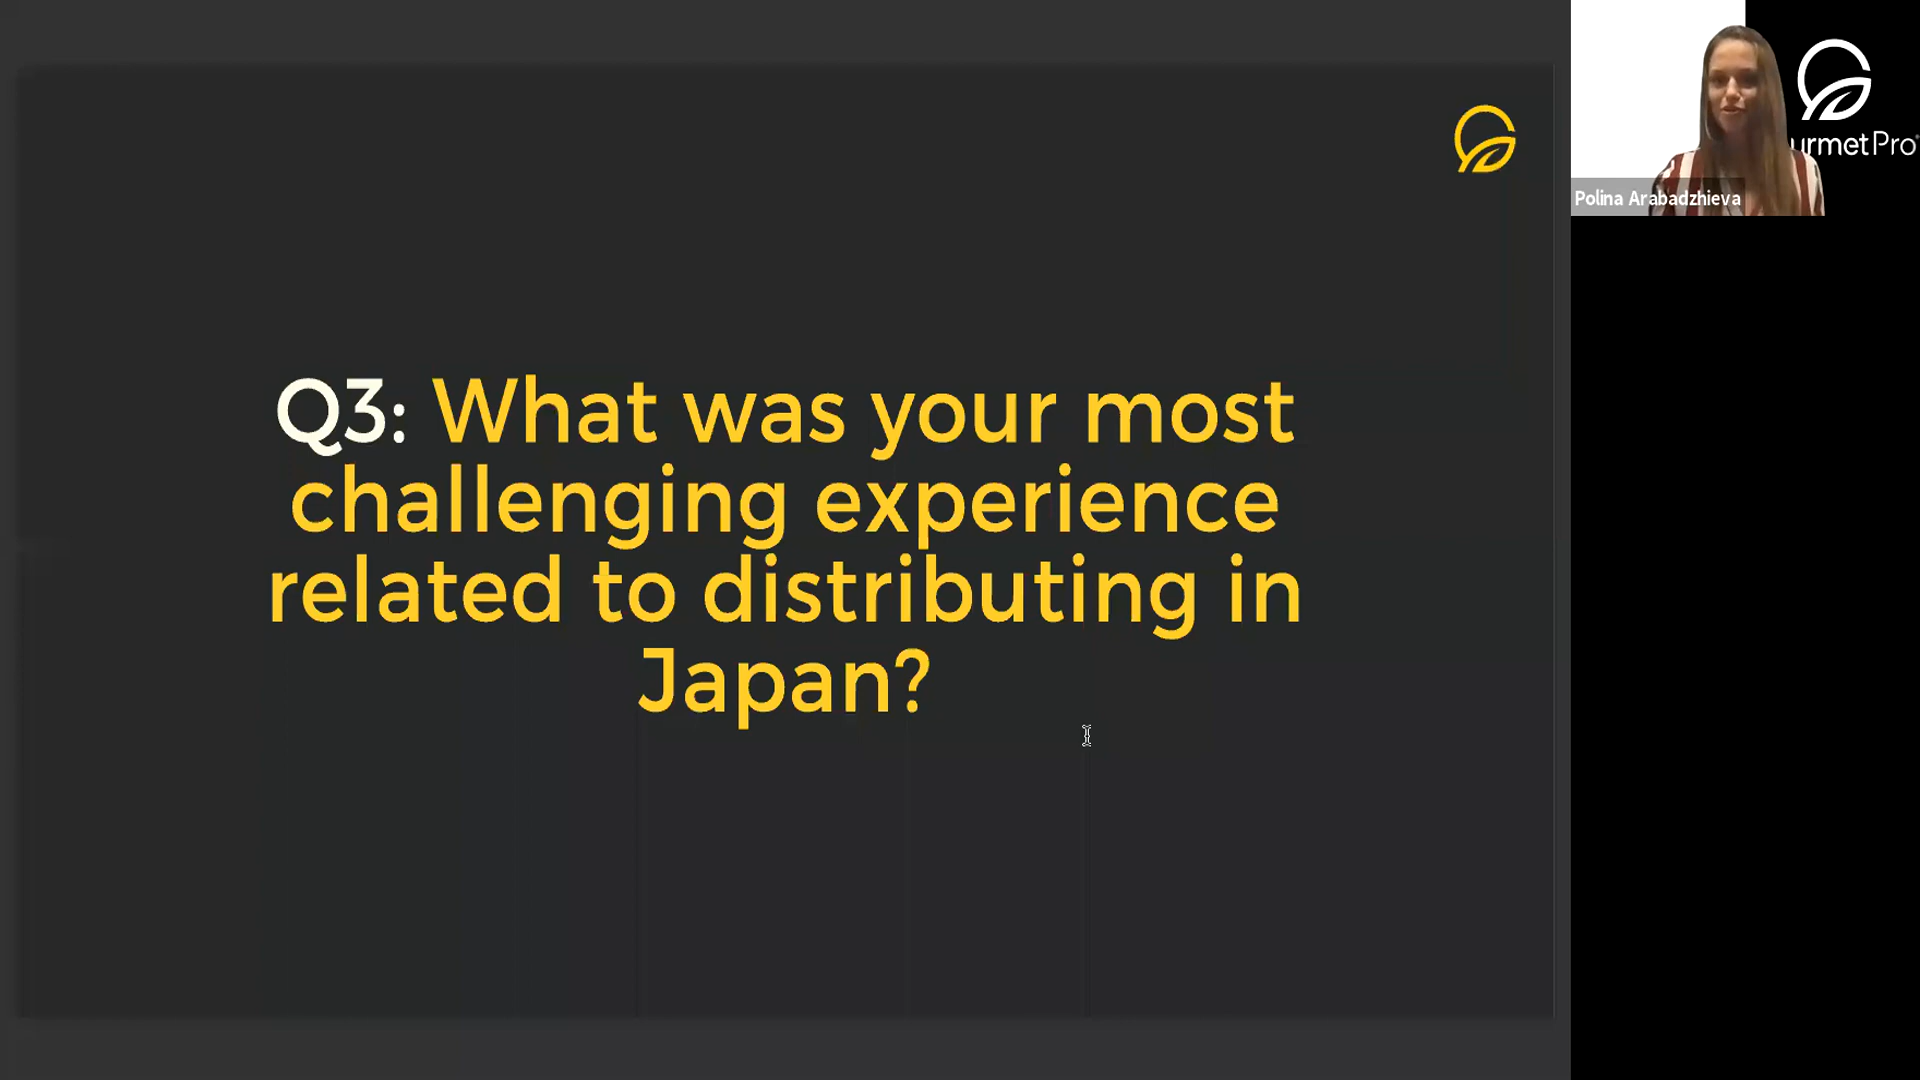 Q3: What was your most
challenging experience
related to distributing in
Japan?
urmetPro
Polina Arabadzhieva